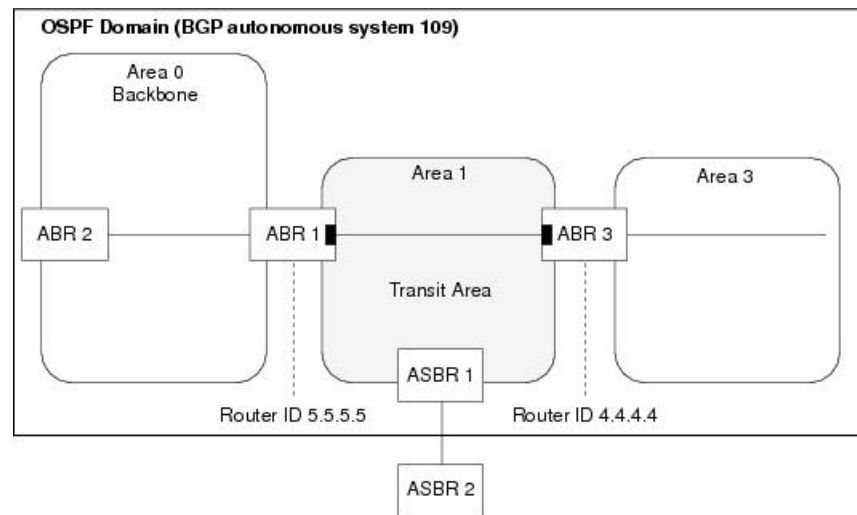 OSPF Domain (BGP autonomous system 109)
Area 0
Backbone
Area 1
Area 3
ABR 2
ABR 1
ABR 3
Transit Area
ASBR 1
Router ID 5.5.5.5
Router ID 4.4.4.4
ASBR 2